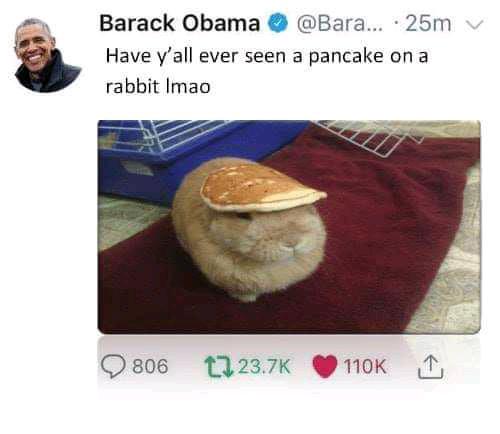 Barack Obama @Bara... · 25m
Have y’all ever seen a pancake on a
rabbit lmao
806 23.7K 110K